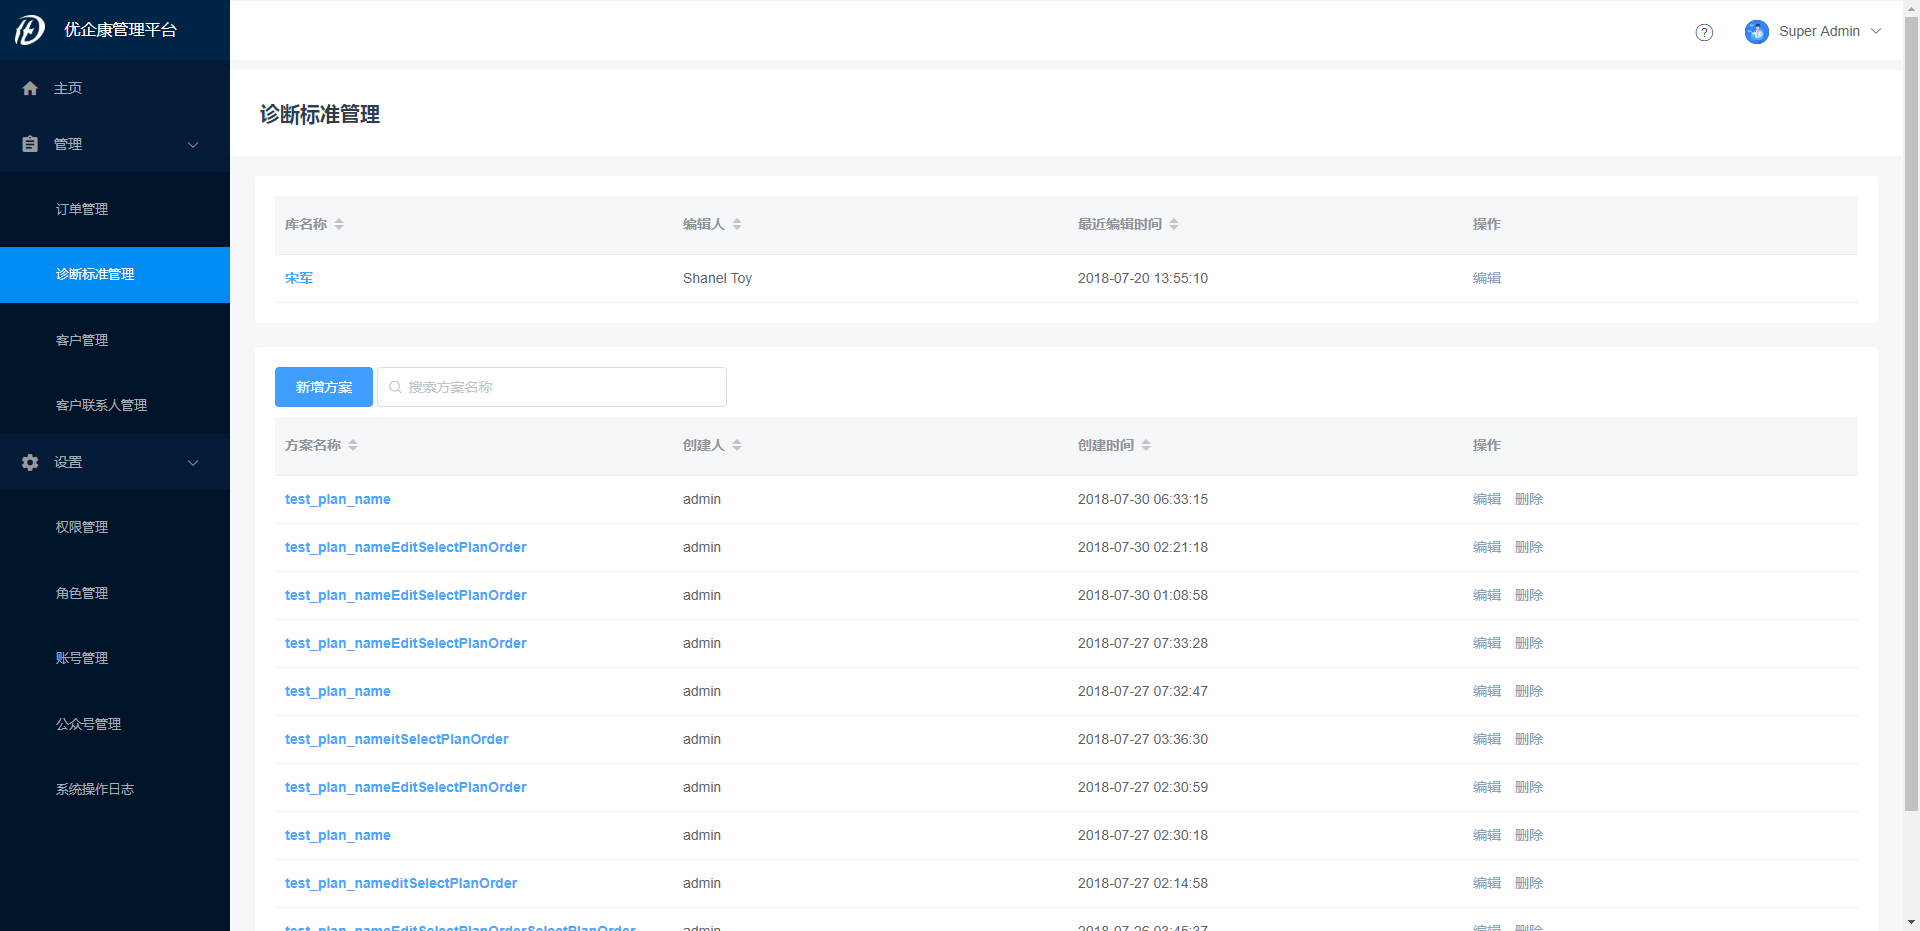 优企康管理平台
Super Admin
主页
管理
订单管理
诊断标准管理
客户管理
客户联系人管理
设置
权限管理
角色管理
账号管理
公众号管理
系统操作日志
诊断标准管理
库名称 编辑人 最近编辑时间 操作
宋军 Shanel Toy 2018-07-20 13:55:10 编辑
新增方案 搜索方案名称
方案名称 创建人 创建时间 操作
test_plan_name admin 2018-07-30 06:33:15 编辑 删除
test_plan_nameEditSelectPlanOrder admin 2018-07-30 02:21:18 编辑 删除
test_plan_nameEditSelectPlanOrder admin 2018-07-30 01:08:58 编辑 删除
test_plan_nameEditSelectPlanOrder admin 2018-07-27 07:33:28 编辑 删除
test_plan_name admin 2018-07-27 07:32:47 编辑 删除
test_plan_nameitSelectPlanOrder admin 2018-07-27 03:36:30 编辑 删除
test_plan_nameEditSelectPlanOrder admin 2018-07-27 02:30:59 编辑 删除
test_plan_name admin 2018-07-27 02:30:18 编辑 删除
test_plan_nameditSelectPlanOrder admin 2018-07-27 02:14:58 编辑 删除
test_plan_nameEditSelectPlanOrderSelectPlanOrder admin 2018-07-26 03:45:37 编辑 删除